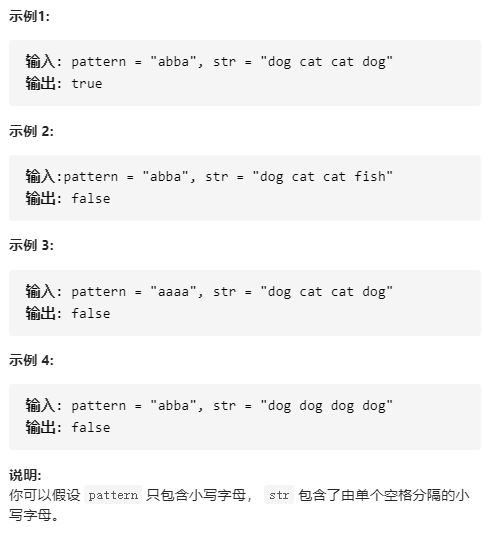 示例1:
输入: pattern = "abba", str = "dog cat cat dog"
输出: true
示例 2:
输入:pattern = "abba", str = "dog cat cat fish"
输出: false
示例 3:
输入: pattern = "aaaa", str = "dog cat cat dog"
输出: false
示例 4:
输入: pattern = "abba", str = "dog dog dog dog"
输出: false
说明:
你可以假设 pattern 只包含小写字母， str 包含了由单个空格分隔的小
写字母。